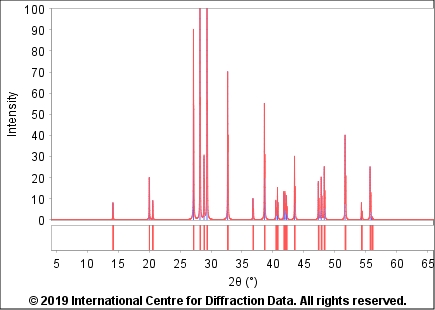 100
90
80
70
60
50
40
30
20
10
0
Intensity
5 10 15 20 25 30 35 40 45 50 55 60 65
2θ (°)
© 2019 International Centre for Diffraction Data. All rights reserved.